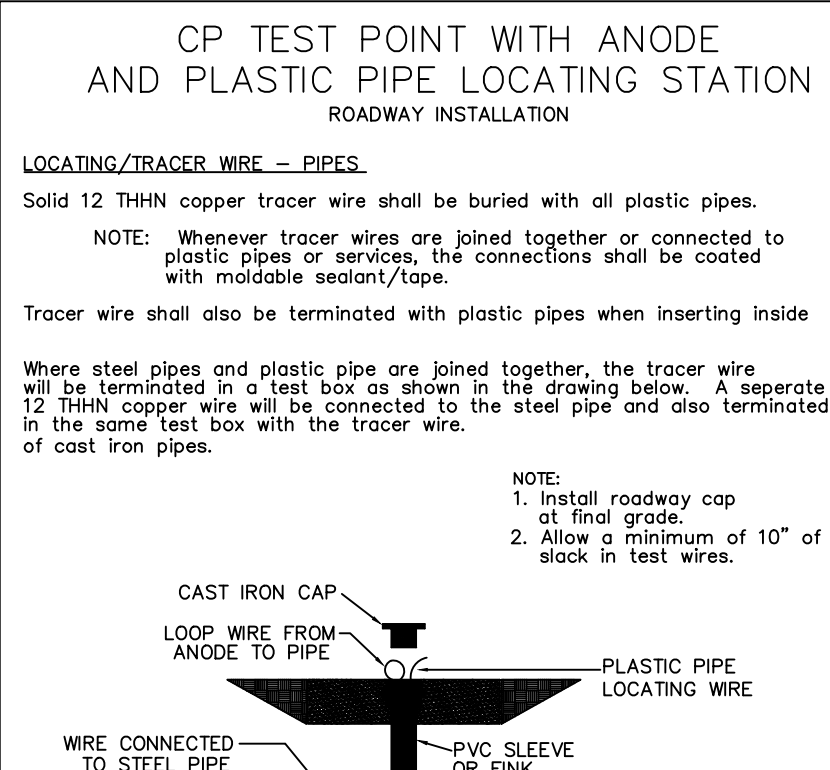 CP TEST POINT WITH ANODE
AND PLASTIC PIPE LOCATING STATION
ROADWAY INSTALLATION
LOCATING/TRACER WIRE – PIPES
Solid 12 THHN copper tracer wire shall be buried with all plastic pipes.
NOTE: Whenever tracer wires are joined together or connected to
plastic pipes or services, the connections shall be coated
with moldable sealant/tape.
Tracer wire shall also be terminated with plastic pipes when inserting inside
Where steel pipes and plastic pipe are joined together, the tracer wire
will be terminated in a test box as shown in the drawing below. A seperate
12 THHN copper wire will be connected to the steel pipe and also terminated
in the same test box with the tracer wire.
of cast iron pipes.
NOTE:
1. Install roadway cap
at final grade.
2. Allow a minimum of 10" of
slack in test wires.
CAST IRON CAP
LOOP WIRE FROM
ANODE TO PIPE
PLASTIC PIPE
LOCATING WIRE
WIRE CONNECTED
TO STEEL PIPE
PVC SLEEVE
OR FINK